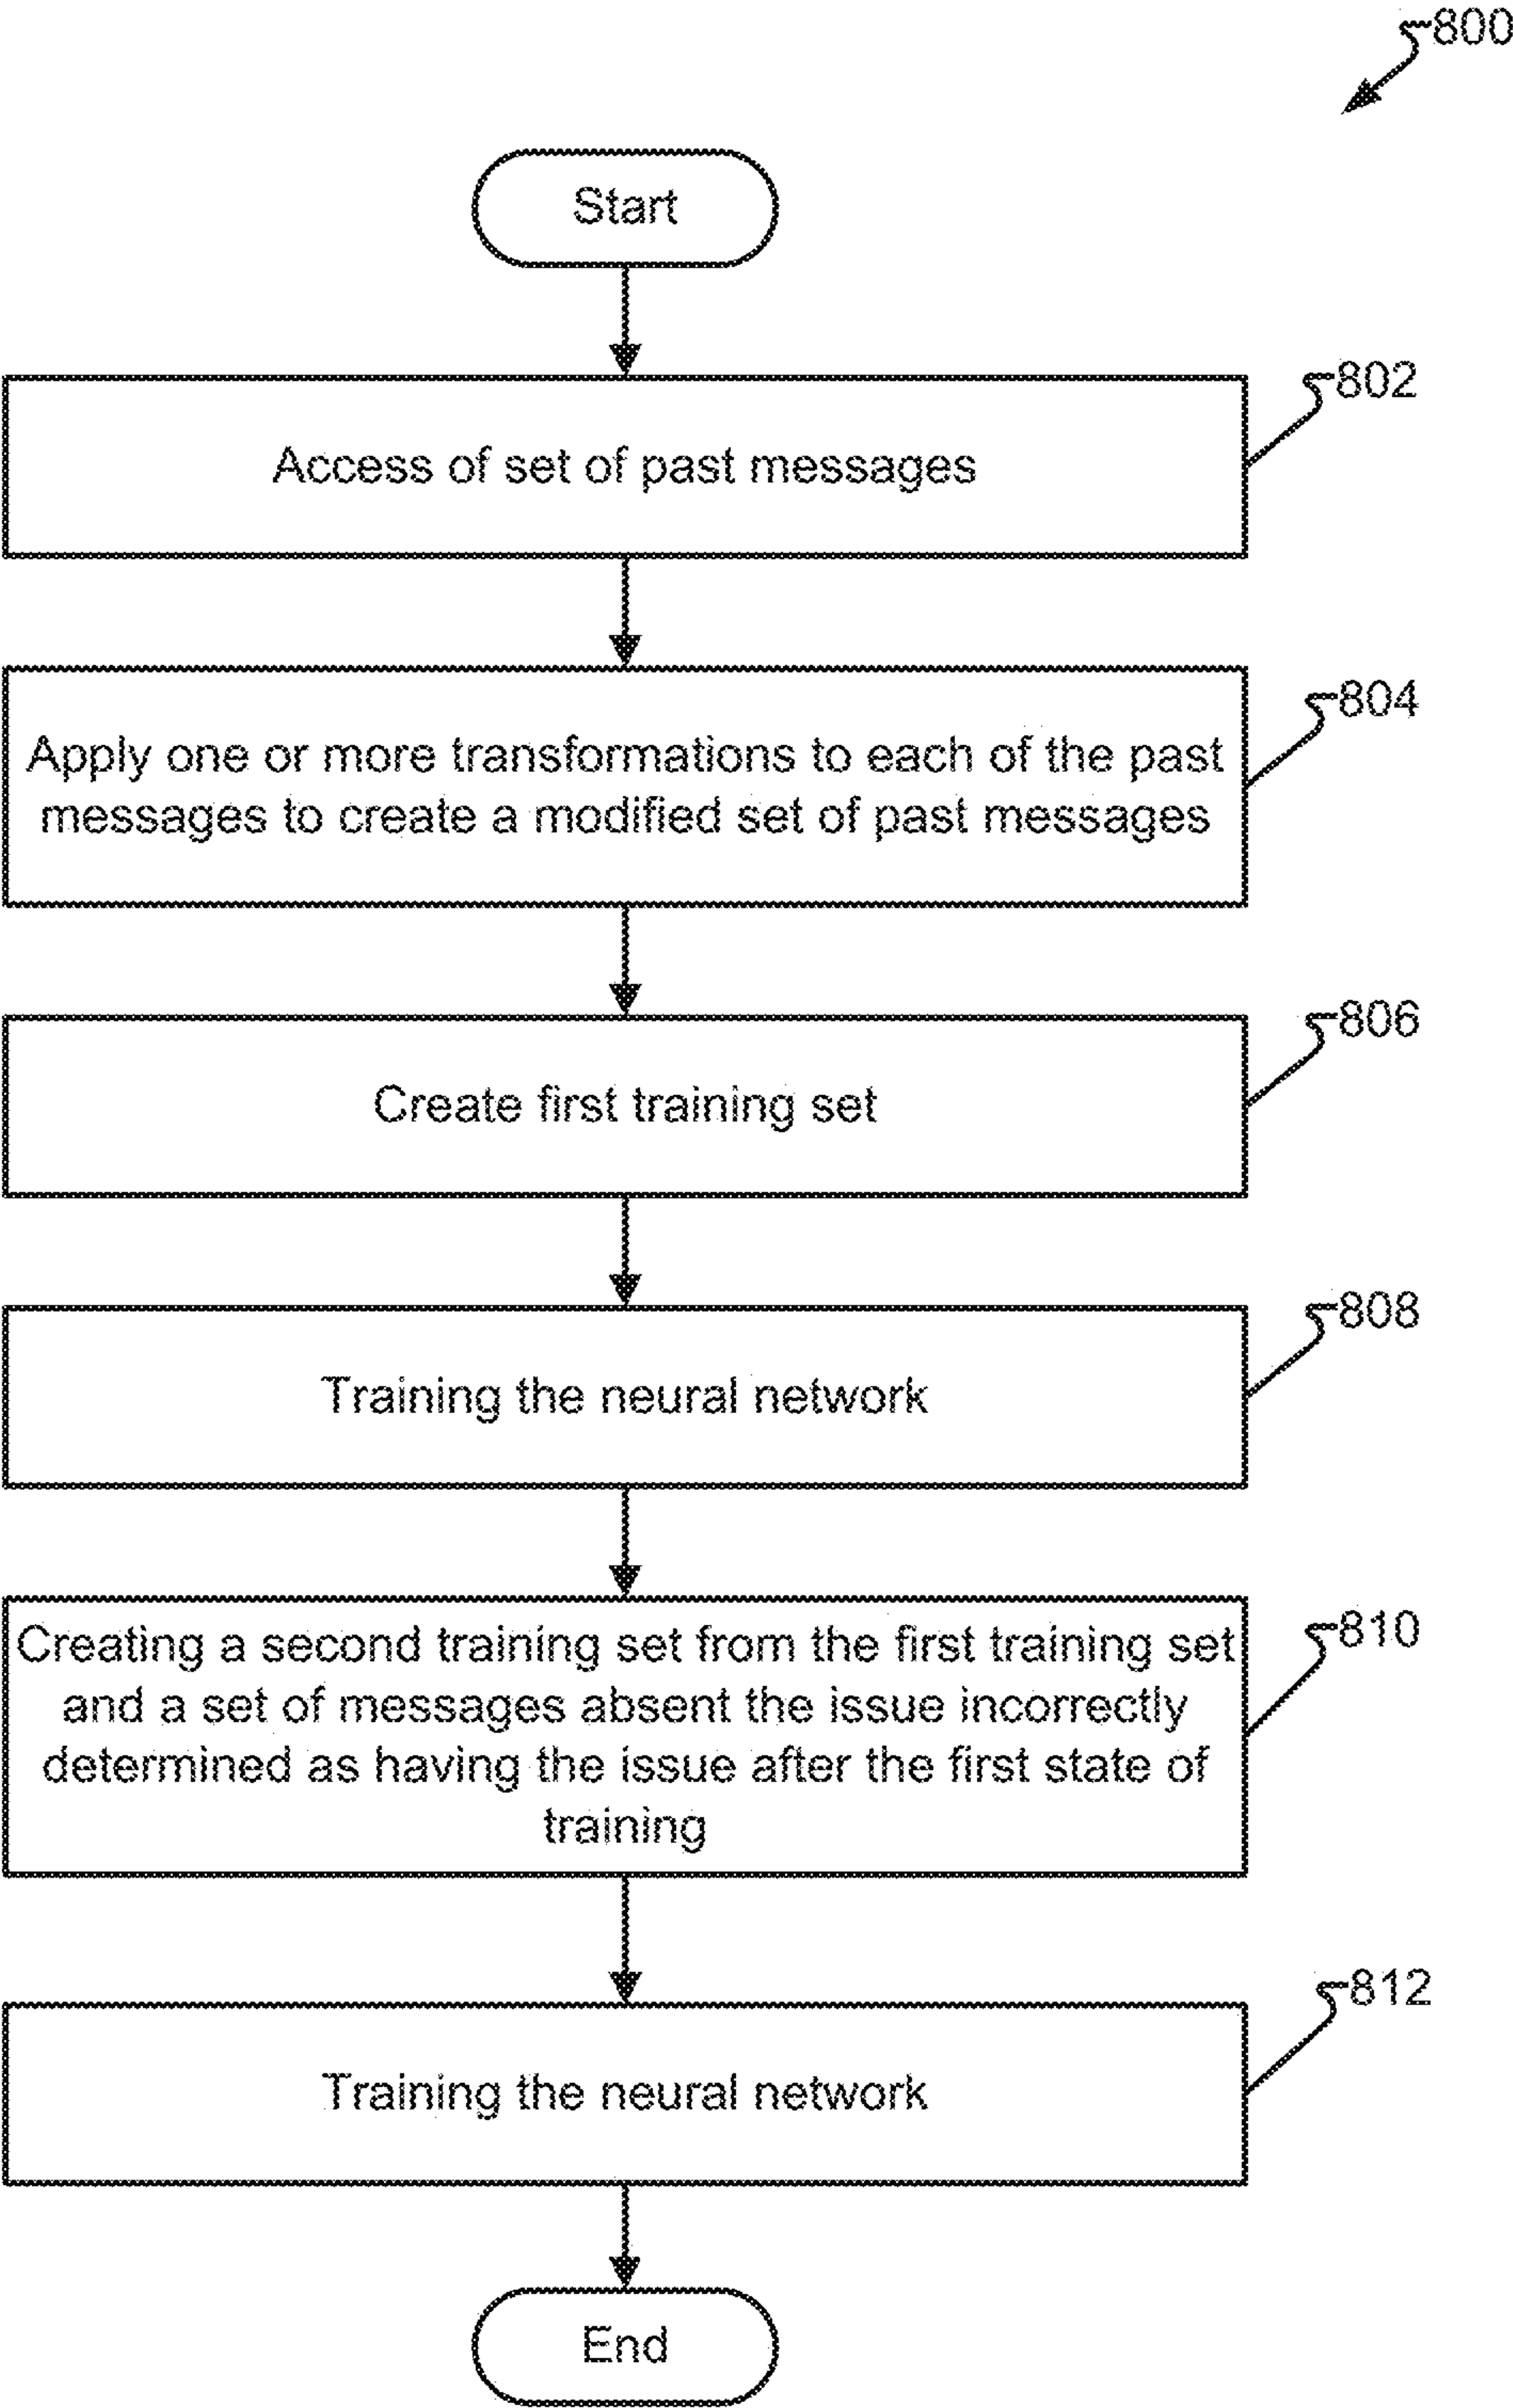 800
Start
802
Access of set of past messages
804
Apply one or more transformations to each of the past
messages to create a modified set of past messages
806
Create first training set
808
Training the neural network
810
Creating a second training set from the first training set
and a set of messages absent the issue incorrectly
determined as having the issue after the first state of
training
812
Training the neural network
End